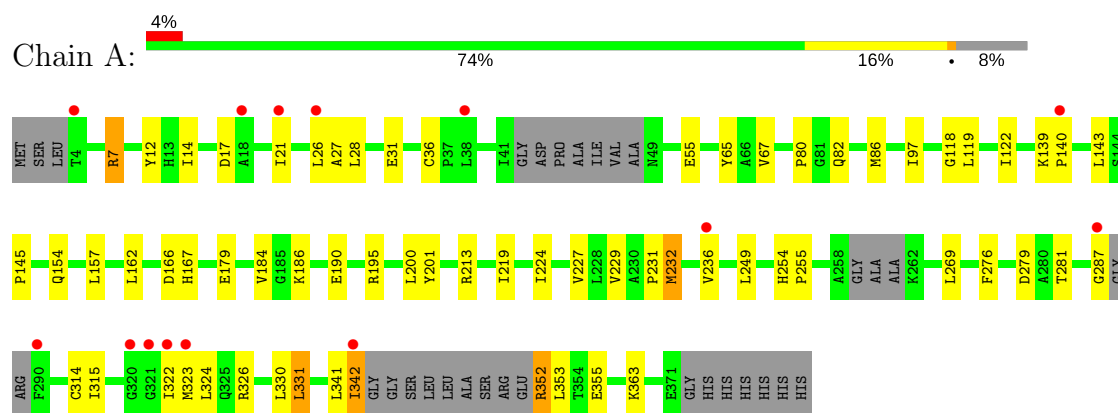 4%
Chain A:
74% 16% • 8%
MET SER LEU T4 R7 Y12 H13 I14 D17 A18 I21 L26 A27 L28 E31 C36 P37 L38 I41 GLY ASP PRO ALA ILE VAL ALA N49 E55 Y65 A66 V67 P80 G81 Q82 M86 I97 G118 L119 I122 K139 P140 L143 S144
P145 Q154 L157 L162 D166 H167 E179 V184 G185 K186 E190 R195 L200 Y201 R213 I219 I224 V227 L228 V229 A230 P231 M232 V236 L249 H254 P255 A258 GLY ALA ALA K262 L269 F276 D279 A280 T281 G287 GLY
ARG F290 C314 I315 G320 G321 I322 M323 L324 Q325 R326 L330 L331 L341 I342 GLY GLY SER LEU LEU ALA SER ARG GLU R352 L353 T354 E355 K363 E371 GLY HIS HIS HIS HIS HIS HIS